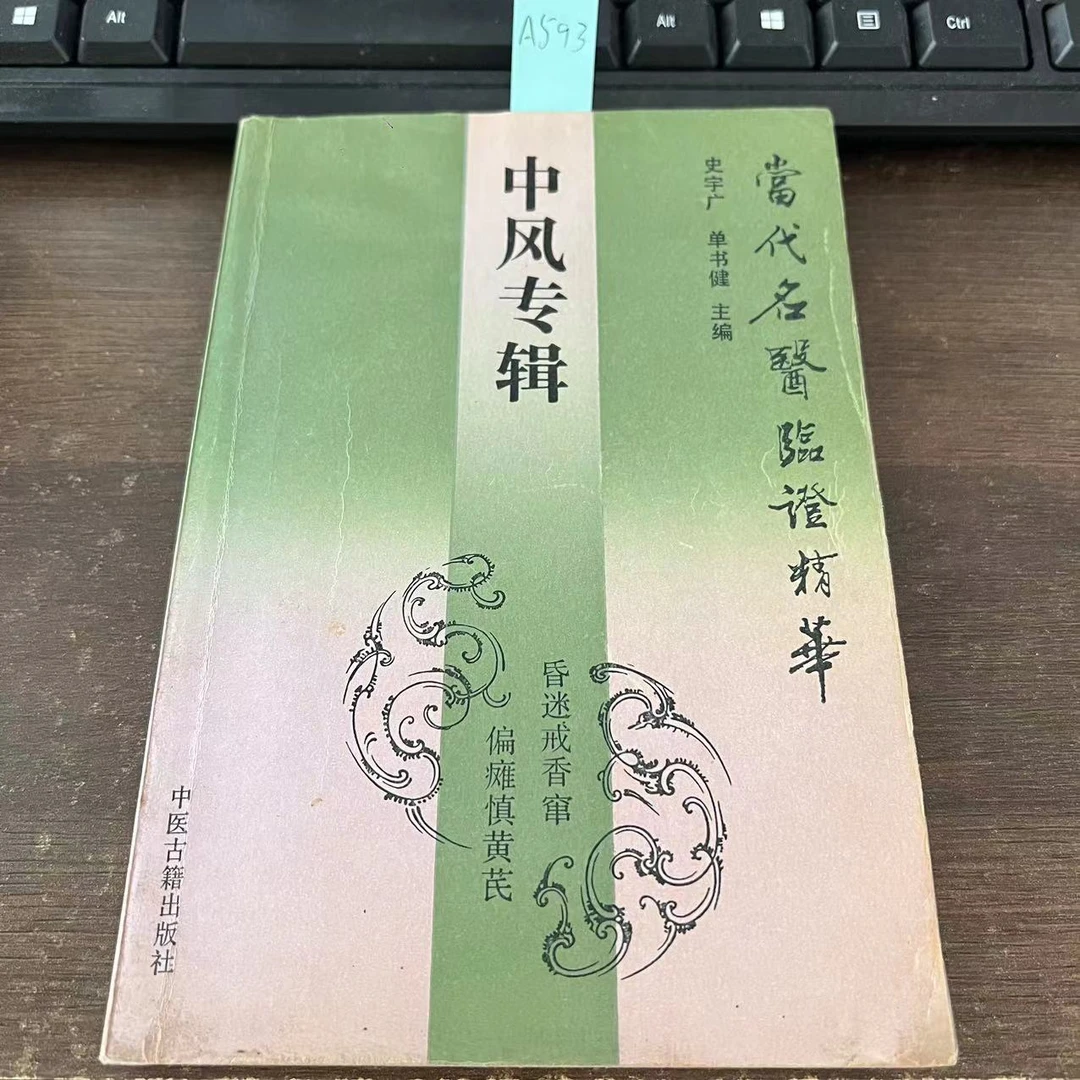 Alt
A593
Alt
Ctrl
當代名醫臨證精華
史宇广 单书健 主编
中风专辑
昏迷戒香窜
偏瘫慎黄芪
中医古籍出版社